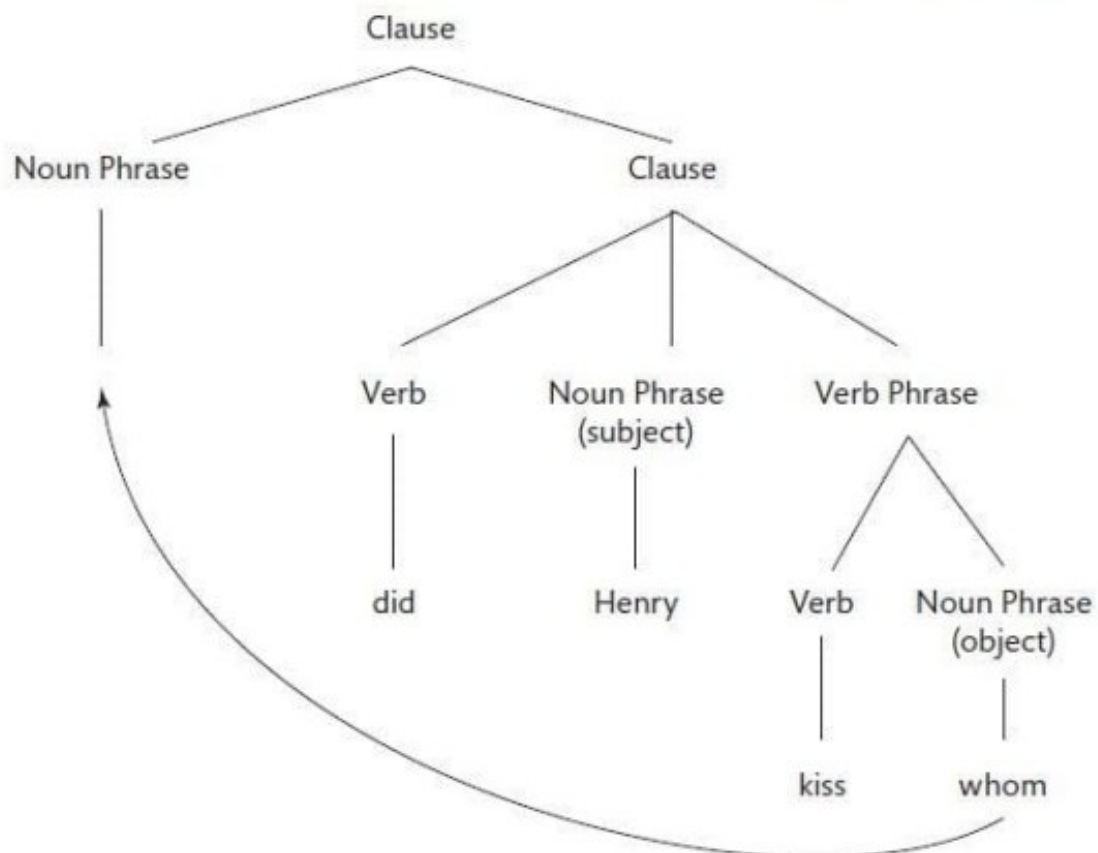 Clause
Noun Phrase Clause
Verb Noun Phrase Verb Phrase
(subject)
did Henry Verb Noun Phrase
(object)
kiss whom